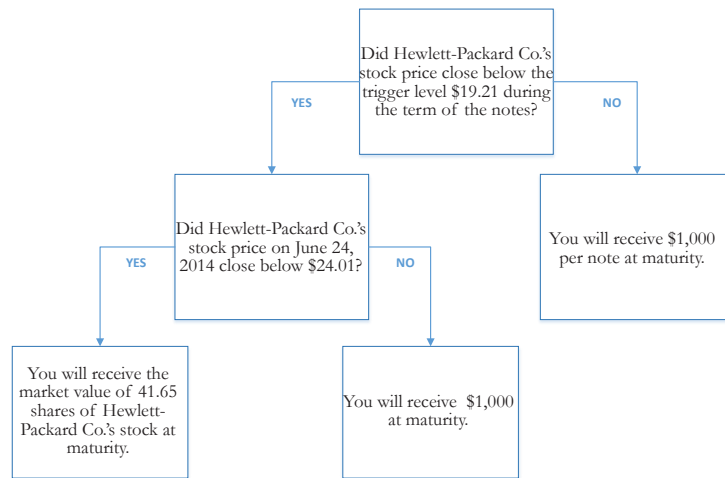 Did Hewlett-Packard Co.'s
stock price close below the
trigger level $19.21 during
the term of the notes?
YES
NO
Did Hewlett-Packard Co.'s
stock price on June 24,
2014 close below $24.01?
You will receive $1,000
per note at maturity.
YES
NO
You will receive the
market value of 41.65
shares of Hewlett-
Packard Co.'s stock at
maturity.
You will receive $1,000
at maturity.